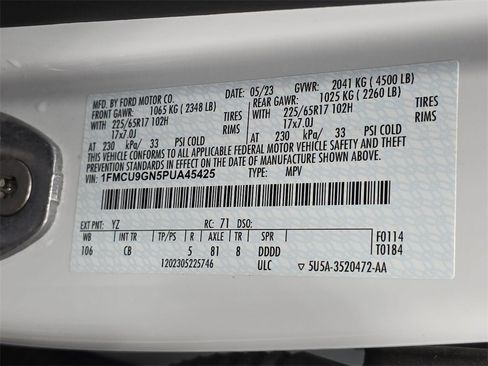 MFD. BY FORD MOTOR CO.
DATE: 05/23 GVWR: 2041 KG ( 4500 LB)
FRONT GAWR: 1065 KG ( 2348 LB) REAR GAWR: 1025 KG ( 2260 LB)
WITH 225/65R17 102H TIRES WITH 225/65R17 102H TIRES
17x7.0J RIMS 17x7.0J RIMS
AT 230 kPa/ 33 PSI COLD AT 230 kPa/ 33 PSI COLD
THIS VEHICLE CONFORMS TO ALL APPLICABLE FEDERAL MOTOR VEHICLE SAFETY AND THEFT
PREVENTION STANDARDS IN EFFECT ON THE DATE OF MANUFACTURE SHOWN ABOVE.
VIN: 1FMCU9GN5PUA45425 TYPE: MPV
EXT PNT: YZ RC: 71 DSO: F0114
WB INT TR TP/PS R AXLE TR SPR T0184
106 CB 5 81 8 DDDD
1202305225746 ULC 5U5A-3520472-AA